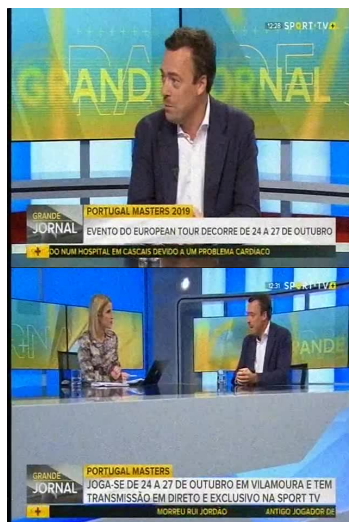 12:28 SPORT·TV+
GRANDE JORNAL
PORTUGAL MASTERS 2019
GRANDE
JORNAL
EVENTO DO EUROPEAN TOUR DECORRE DE 24 A 27 DE OUTUBRO
DO NUM HOSPITAL EM CASCAIS DEVIDO A UM PROBLEMA CARDÍACO
12:31 SPORT·TV+
GRANDE
PORTUGAL MASTERS
GRANDE
JORNAL
JOGA-SE DE 24 A 27 DE OUTUBRO EM VILAMOURA E TEM
TRANSMISSÃO EM DIRETO E EXCLUSIVO NA SPORT TV
MORREU RUI JORDÃO ANTIGO JOGADOR DE